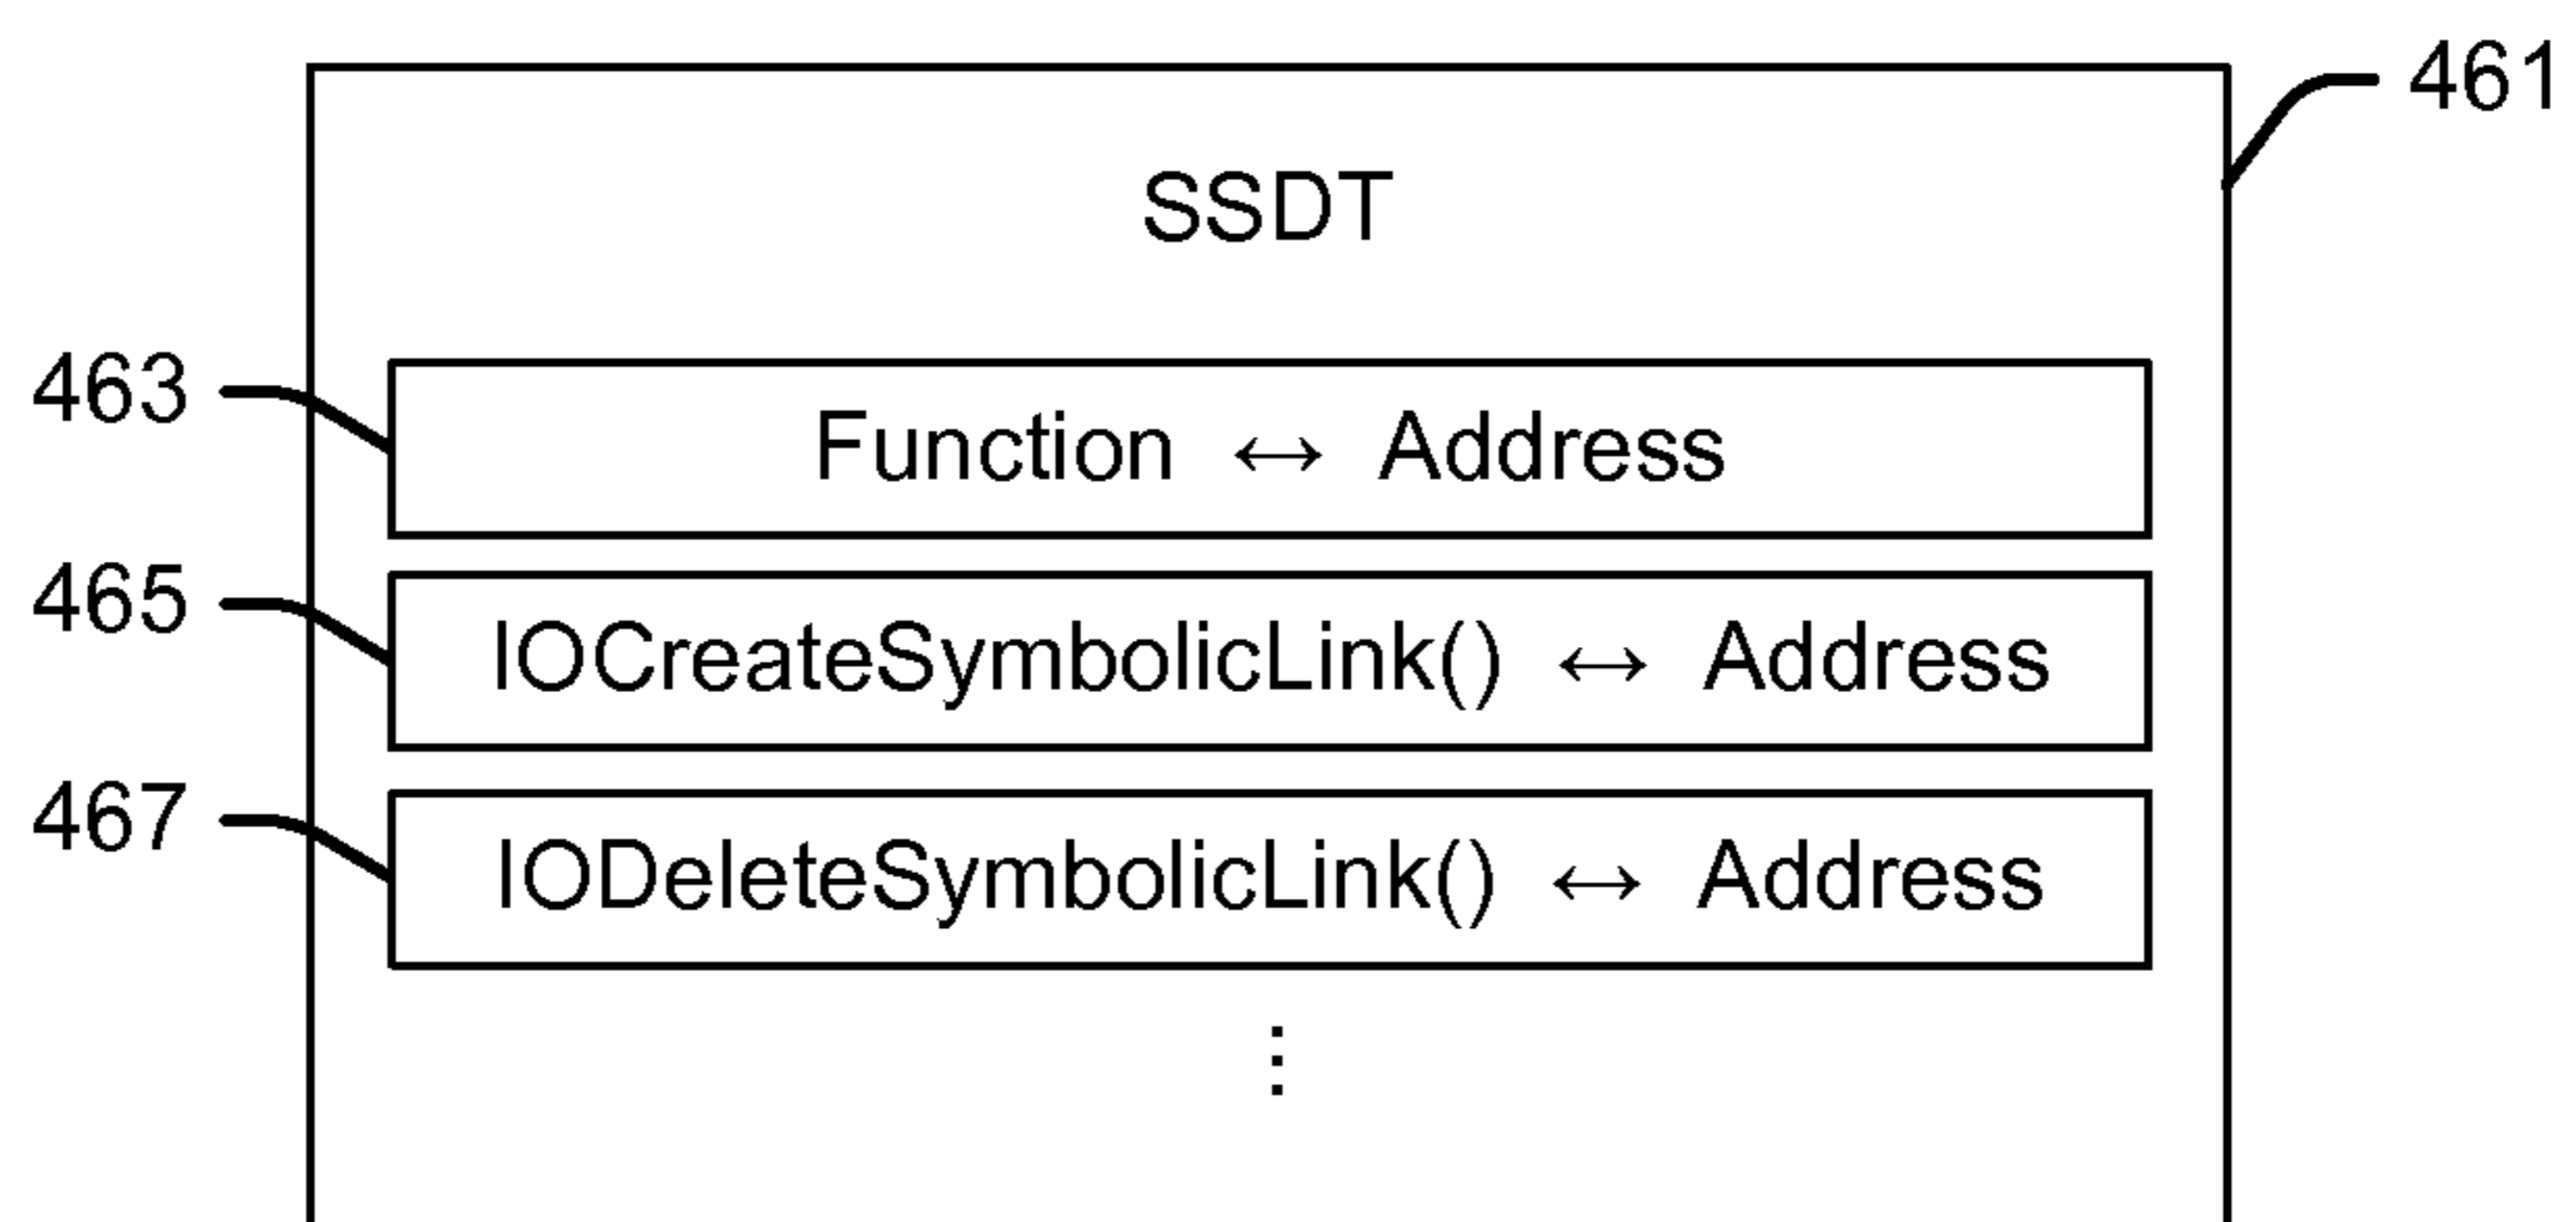 461
SSDT
463
Function ↔ Address
465
IOCreateSymbolicLink() ↔ Address
467
IODeleteSymbolicLink() ↔ Address
⋮